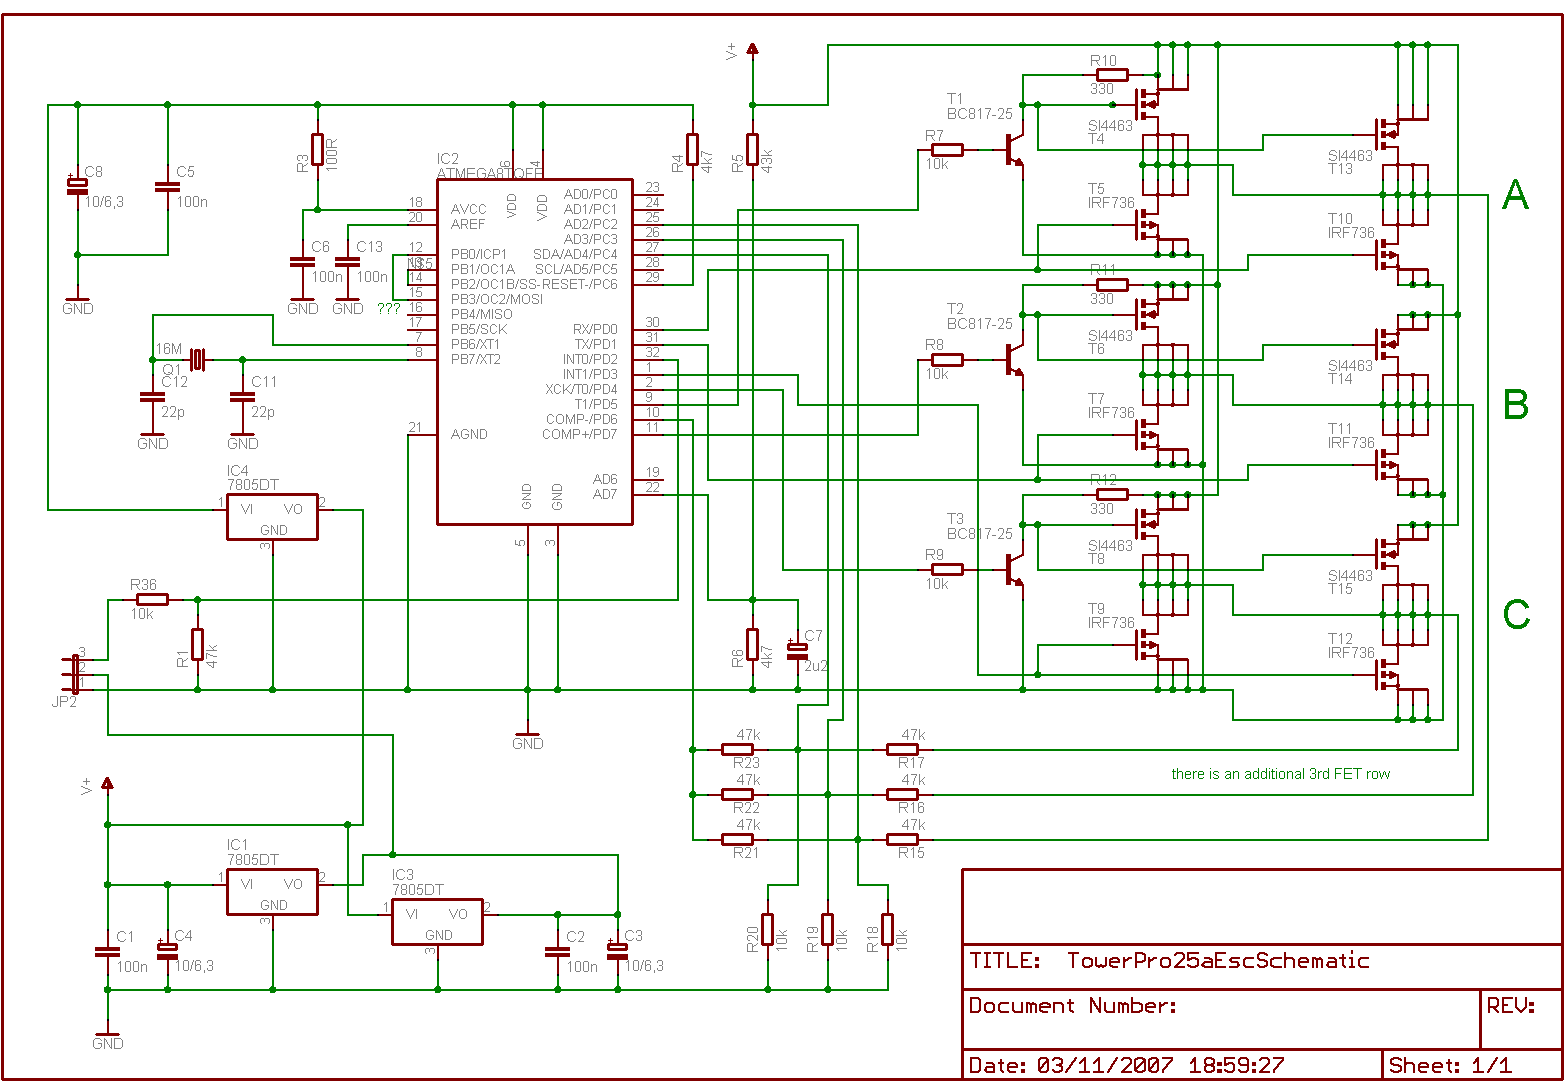 V+
R10
330
T1
BC817-25
SI4463
T4
R7
10k
SI4463
T13
A
C8
10/6,3
C5
100n
R3
100R
IC2
ATMEGA8TQFF
R4
4k7
R5
43k
6
4
VDD
VDD
18
AVCC
20
AREF
12
PB0/ICP1
PB1/OC1A
14
PB2/OC1B/SS
15
PB3/OC2/MOSI
16
PB4/MISO
17
PB5/SCK
7
PB6/XT1
8
PB7/XT2
21
AGND
AD0/PC0
23
AD1/PC1
24
AD2/PC2
25
AD3/PC3
26
SDA/AD4/PC4
27
SCL/AD5/PC5
28
-RESET-/PC6
29
RX/PD0
30
TX/PD1
31
INT0/PD2
32
INT1/PD3
1
XCK/T0/PD4
2
T1/PD5
9
COMP-/PD6
10
COMP+/PD7
11
AD6
19
AD7
22
GND
GND
5
3
C6
100n
C13
100n
GND
GND
GND
???
16M
Q1
C12
22p
C11
22p
GND
GND
T5
IRF736
T10
IRF736
R11
330
T2
BC817-25
SI4463
T6
R8
10k
SI4463
T14
B
T7
IRF736
T11
IRF736
R12
330
T3
BC817-25
SI4463
T8
R9
10k
SI4463
T15
C
T9
IRF736
T12
IRF736
IC4
7805DT
1
VI
VO
2
GND
3
R36
10k
R1
47k
3
2
1
JP2
R6
4k7
C7
2u2
GND
47k
R23
47k
R17
47k
R22
47k
R16
47k
R21
47k
R15
there is an additional 3rd FET row
V+
IC1
7805DT
1
VI
VO
2
GND
3
IC3
7805DT
1
VI
VO
2
GND
3
C1
100n
C4
10/6,3
C2
100n
C3
10/6,3
R20
10k
R19
10k
R18
10k
GND
TITLE: TowerPro25aEscSchematic
Document Number:
REV:
Date: 03/11/2007 18:59:27
Sheet: 1/1